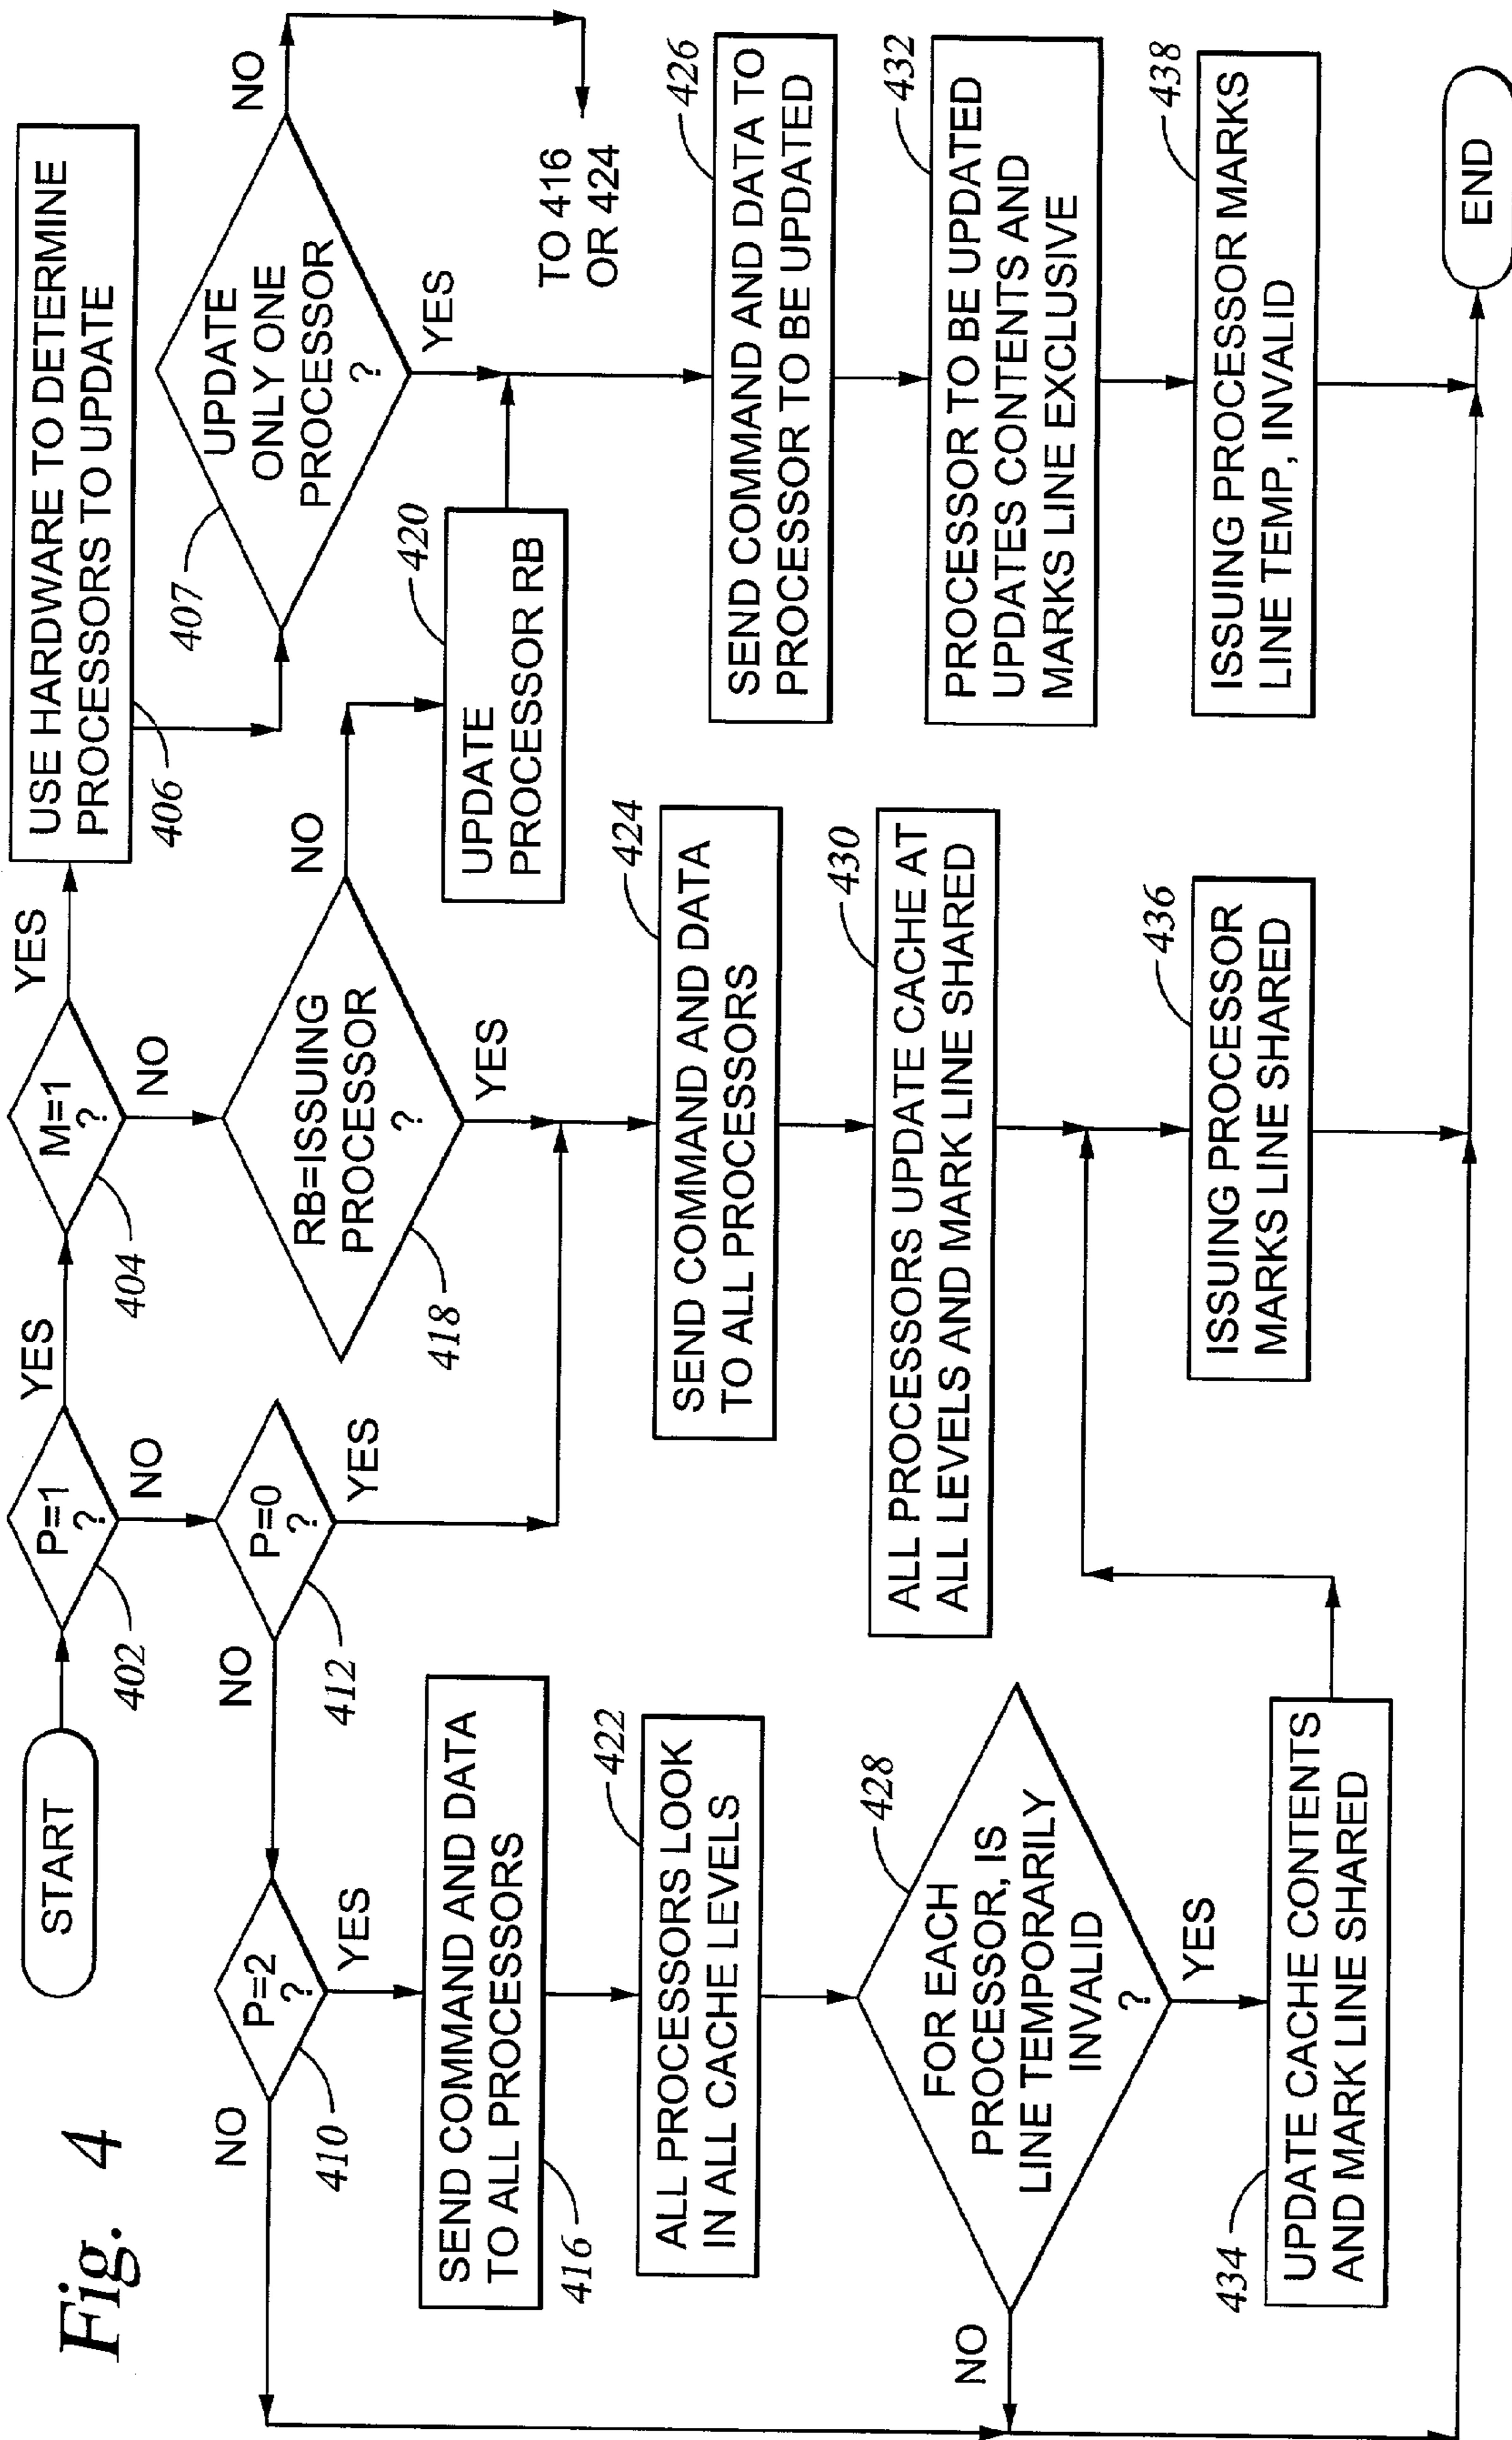 Fig. 4
START
P=1
?
402
YES
NO
M=1
?
404
YES
NO
USE HARDWARE TO DETERMINE
PROCESSORS TO UPDATE
406
UPDATE
ONLY ONE
PROCESSOR
?
407
NO
YES
TO 416
OR 424
P=0
?
412
NO
YES
RB=ISSUING
PROCESSOR
?
418
NO
YES
UPDATE
PROCESSOR RB
420
P=2
?
410
NO
YES
SEND COMMAND AND DATA
TO ALL PROCESSORS
416
SEND COMMAND AND DATA
TO ALL PROCESSORS
424
SEND COMMAND AND DATA TO
PROCESSOR TO BE UPDATED
426
ALL PROCESSORS LOOK
IN ALL CACHE LEVELS
422
ALL PROCESSORS UPDATE CACHE AT
ALL LEVELS AND MARK LINE SHARED
430
PROCESSOR TO BE UPDATED
UPDATES CONTENTS AND
MARKS LINE EXCLUSIVE
432
FOR EACH
PROCESSOR, IS
LINE TEMPORARILY
INVALID
?
428
NO
YES
UPDATE CACHE CONTENTS
AND MARK LINE SHARED
434
ISSUING PROCESSOR
MARKS LINE SHARED
436
ISSUING PROCESSOR MARKS
LINE TEMP, INVALID
438
END